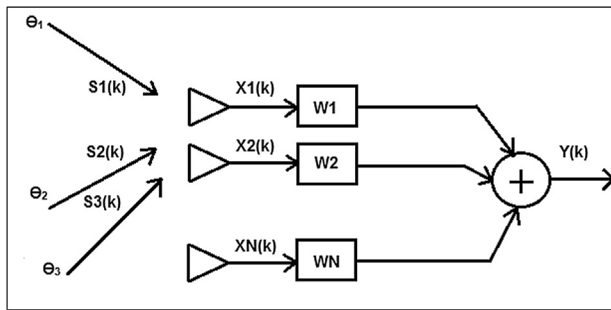 Θ1
S1(k)
X1(k)
W1
S2(k)
X2(k)
W2
Y(k)
+
Θ2
S3(k)
Θ3
XN(k)
WN